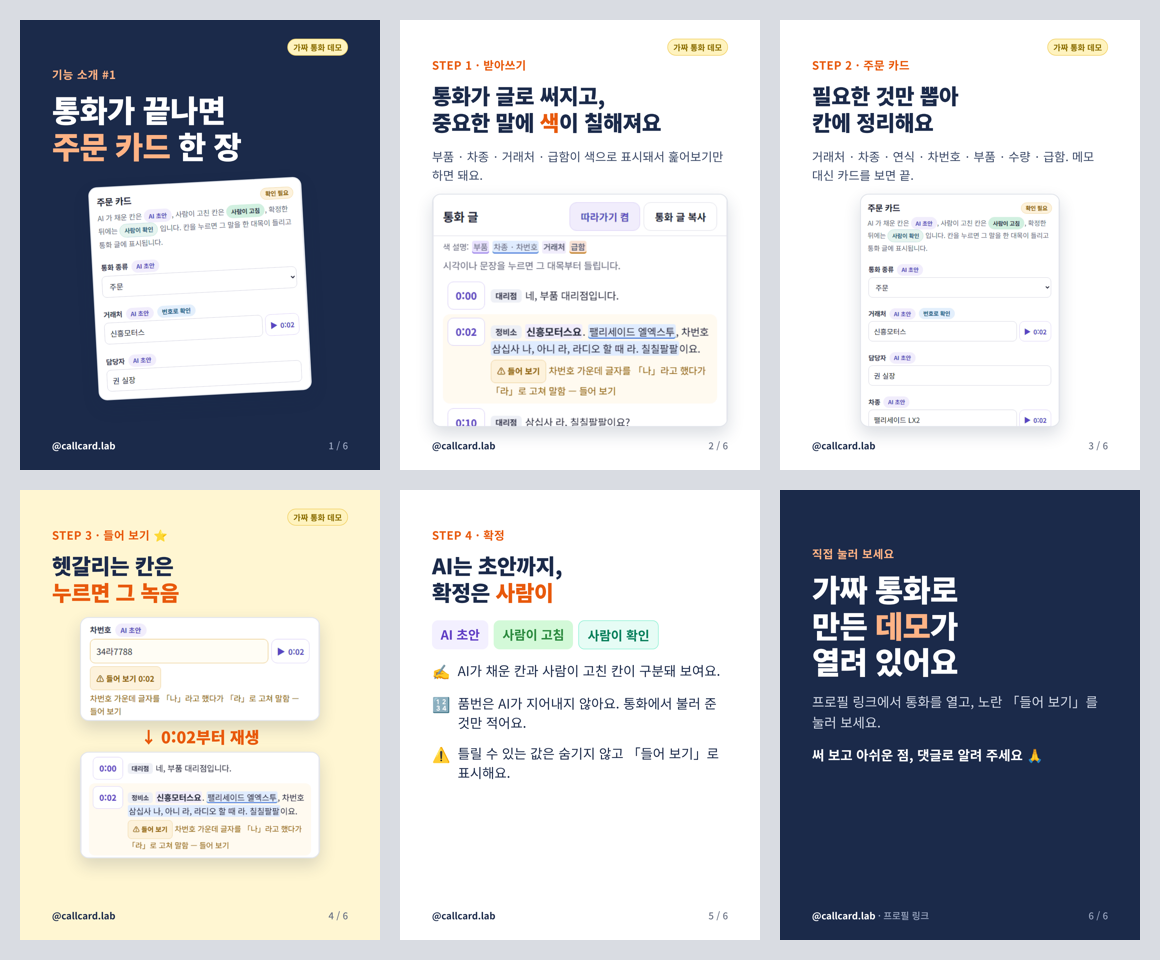 가짜 통화 데모
기능 소개 #1
통화가 끝나면
주문 카드 한 장
주문 카드
확인 필요
AI 가 채운 칸은 AI 초안, 사람이 고친 칸은 사람이 고침, 확정한
뒤에는 사람이 확인 입니다. 칸을 누르면 그 말을 한 대목이 들리고
통화 글에 표시됩니다.
통화 종류 AI 초안
주문
거래처 AI 초안 번호로 확인
신흥모터스
▶ 0:02
담당자 AI 초안
권 실장
@callcard.lab
1 / 6
가짜 통화 데모
STEP 1 · 받아쓰기
통화가 글로 써지고,
중요한 말에 색이 칠해져요
부품 · 차종 · 거래처 · 급함이 색으로 표시돼서 훑어보기만
하면 돼요.
통화 글
따라가기 켬
통화 글 복사
색 설명: 부품 차종 · 차번호 거래처 급함
시각이나 문장을 누르면 그 대목부터 들립니다.
0:00 대리점 네, 부품 대리점입니다.
0:02 정비소 신흥모터스요. 팰리세이드 엘엑스투, 차번호
삼십사 나, 아니 라, 라디오 할 때 라. 칠칠팔팔이요.
⚠ 들어 보기 차번호 가운데 글자를 「나」라고 했다가
「라」로 고쳐 말함 — 들어 보기
0:10 대리점 삼십사 라, 칠칠팔팔이요?
@callcard.lab
2 / 6
가짜 통화 데모
STEP 2 · 주문 카드
필요한 것만 뽑아
칸에 정리해요
거래처 · 차종 · 연식 · 차번호 · 부품 · 수량 · 급함. 메모
대신 카드를 보면 끝.
주문 카드
확인 필요
AI 가 채운 칸은 AI 초안, 사람이 고친 칸은 사람이 고침, 확정한
뒤에는 사람이 확인 입니다. 칸을 누르면 그 말을 한 대목이 들리고
통화 글에 표시됩니다.
통화 종류 AI 초안
주문
거래처 AI 초안 번호로 확인
신흥모터스
▶ 0:02
담당자 AI 초안
권 실장
차종 AI 초안
팰리세이드 LX2
▶ 0:02
@callcard.lab
3 / 6
가짜 통화 데모
STEP 3 · 들어 보기 ⭐
헷갈리는 칸은
누르면 그 녹음
차번호 AI 초안
34라7788
▶ 0:02
⚠ 들어 보기 0:02
차번호 가운데 글자를 「나」라고 했다가 「라」로 고쳐 말함 —
들어 보기
↓ 0:02부터 재생
0:00 대리점 네, 부품 대리점입니다.
0:02 정비소 신흥모터스요. 팰리세이드 엘엑스투, 차번호
삼십사 나, 아니 라, 라디오 할 때 라. 칠칠팔팔이요.
⚠ 들어 보기 차번호 가운데 글자를 「나」라고 했다가
「라」로 고쳐 말함 — 들어 보기
@callcard.lab
4 / 6
STEP 4 · 확정
AI는 초안까지,
확정은 사람이
AI 초안 사람이 고침 사람이 확인
✍ AI가 채운 칸과 사람이 고친 칸이 구분돼 보여요.
🔢 품번은 AI가 지어내지 않아요. 통화에서 불러 준
것만 적어요.
⚠️ 틀릴 수 있는 값은 숨기지 않고 「들어 보기」로
표시해요.
@callcard.lab
5 / 6
직접 눌러 보세요
가짜 통화로
만든 데모가
열려 있어요
프로필 링크에서 통화를 열고, 노란 「들어 보기」를
눌러 보세요.
써 보고 아쉬운 점, 댓글로 알려 주세요 🙏
@callcard.lab · 프로필 링크
6 / 6